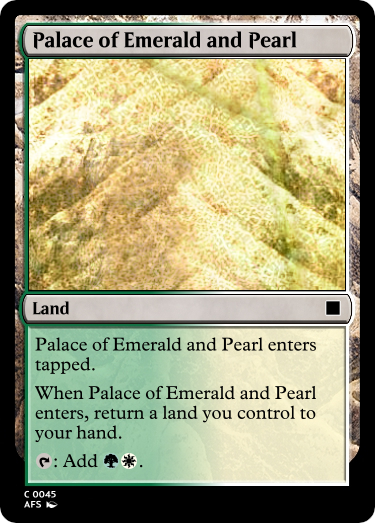 Palace of Emerald and Pearl
Land
Palace of Emerald and Pearl enters
tapped.
When Palace of Emerald and Pearl
enters, return a land you control to
your hand.
: Add .
C 0045
AFS